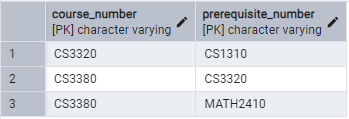 course_number prerequisite_number
[PK] character varying [PK] character varying
1 CS3320 CS1310
2 CS3380 CS3320
3 CS3380 MATH2410